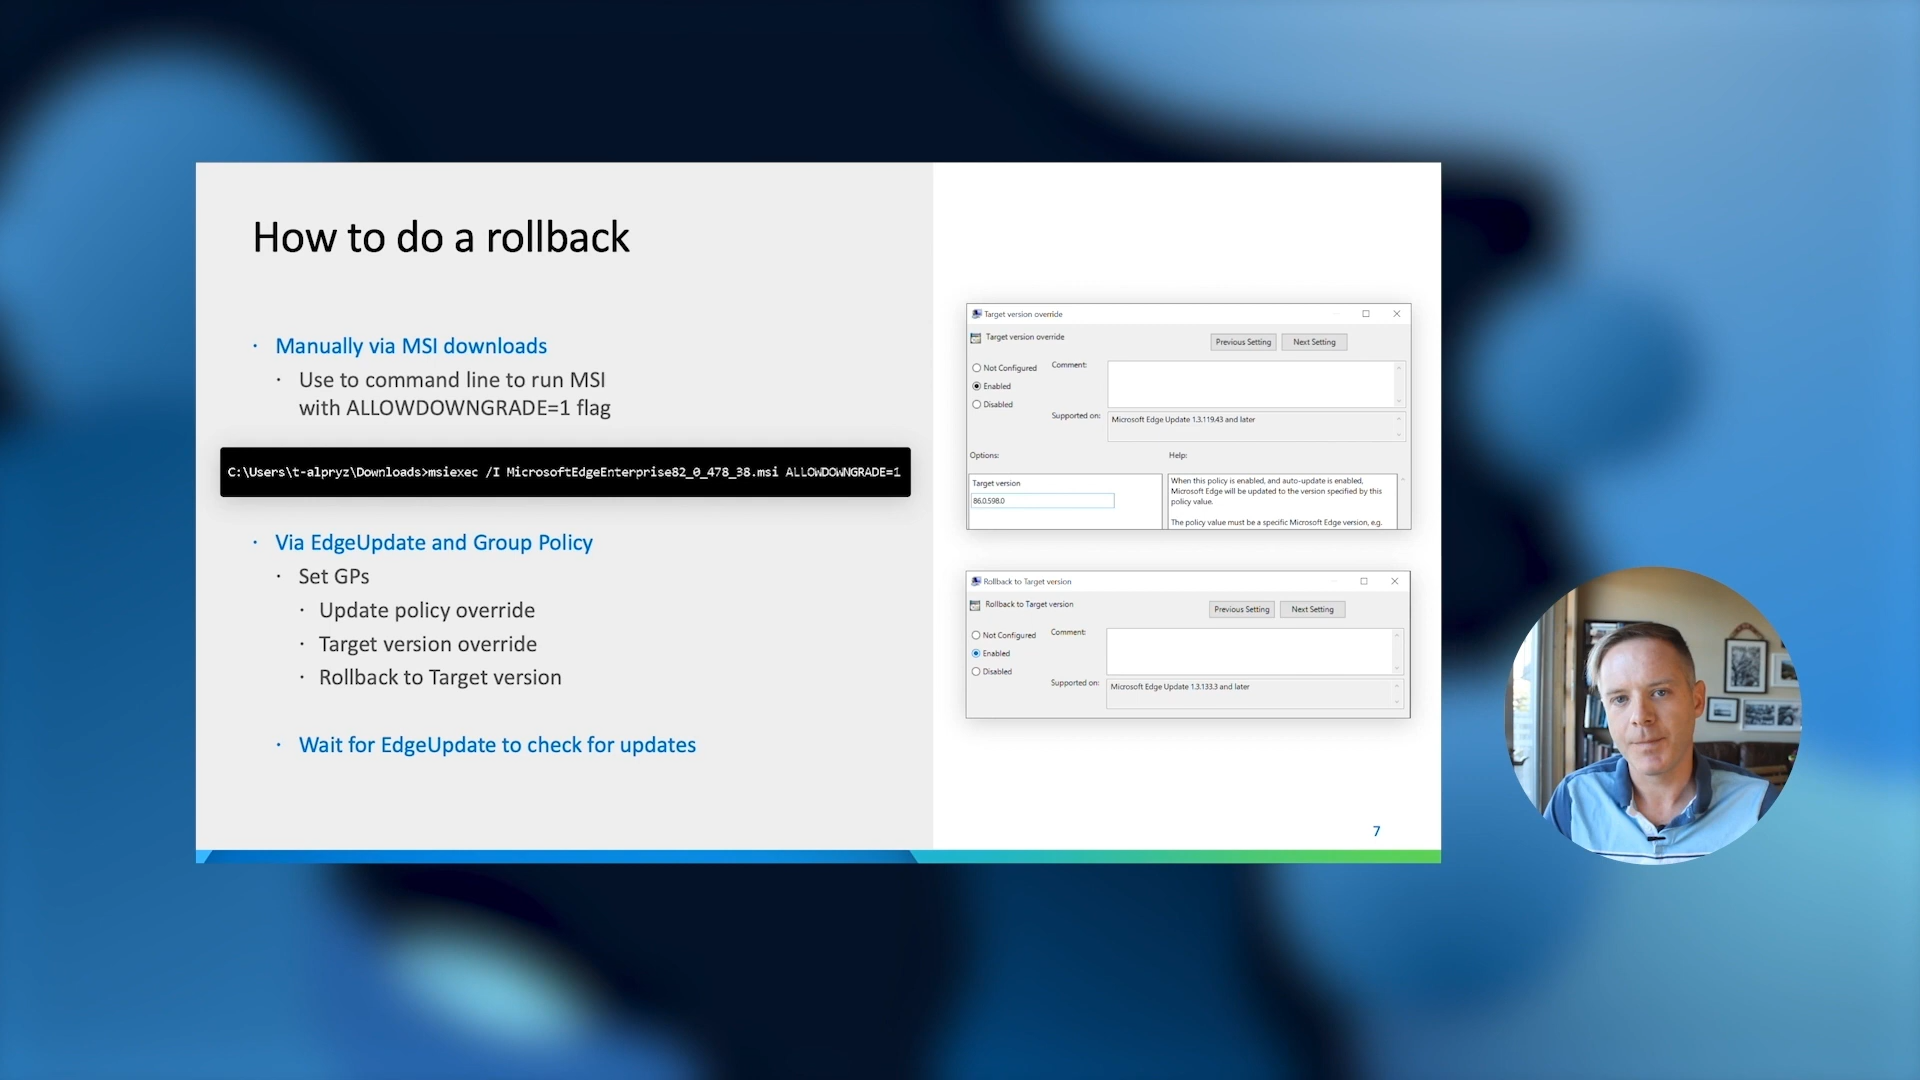 How to do a rollback
Manually via MSI downloads
Use to command line to run MSI
with ALLOWDOWNGRADE=1 flag
C:\Users\t-alpryz\Downloads>msiexec /I MicrosoftEdgeEnterprise82_0_478_38.msi ALLOWDOWNGRADE=1
Via EdgeUpdate and Group Policy
Set GPs
Update policy override
Target version override
Rollback to Target version
Wait for EdgeUpdate to check for updates
Target version override
Target version override
Previous Setting Next Setting
Not Configured Comment:
Enabled
Disabled
Supported on: Microsoft Edge Update 1.3.119.43 and later
Options: Help:
Target version
86.0.598.0
When this policy is enabled, and auto-update is enabled,
Microsoft Edge will be updated to the version specified by this
policy value.
The policy value must be a specific Microsoft Edge version, e.g.
Rollback to Target version
Rollback to Target version
Previous Setting Next Setting
Not Configured Comment:
Enabled
Disabled
Supported on: Microsoft Edge Update 1.3.133.3 and later
7